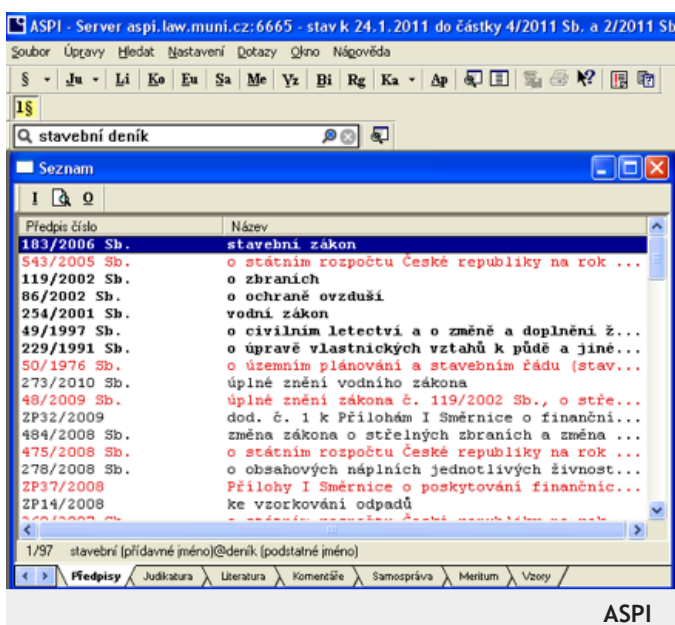 ASPI - Server aspi.law.muni.cz:6665 - stav k 24.1.2011 do částky 4/2011 Sb. a 2/2011 Sb
Soubor Úpravy Hledat Nastavení Dotazy Okno Nápověda
§ Ju Li Ko Eu Sa Me Vz Bi Rg Ka Ap
1§
stavební deník
Seznam
I O
Předpis číslo Název
183/2006 Sb. stavební zákon
543/2005 Sb. o státním rozpočtu České republiky na rok ...
119/2002 Sb. o zbraních
86/2002 Sb. o ochraně ovzduší
254/2001 Sb. vodní zákon
49/1997 Sb. o civilním letectví a o změně a doplnění ž...
229/1991 Sb. o úpravě vlastnických vztahů k půdě a jiné...
50/1976 Sb. o územním plánování a stavebním řádu (stav...
273/2010 Sb. úplné znění vodního zákona
48/2009 Sb. úplné znění zákona č. 119/2002 Sb., o stře...
ZP32/2009 dod. č. 1 k Přílohám I Směrnice o finanční...
484/2008 Sb. změna zákona o střelných zbraních a změna ...
475/2008 Sb. o státním rozpočtu České republiky na rok ...
278/2008 Sb. o obsahových náplních jednotlivých živnost...
ZP37/2008 Přílohy I Směrnice o poskytování finančníc...
ZP14/2008 ke vzorkování odpadů
1/97 stavební (přídavné jméno)@deník (podstatné jméno)
Předpisy Judikatura Literatura Komentáře Samospráva Meritum Vzory
ASPI